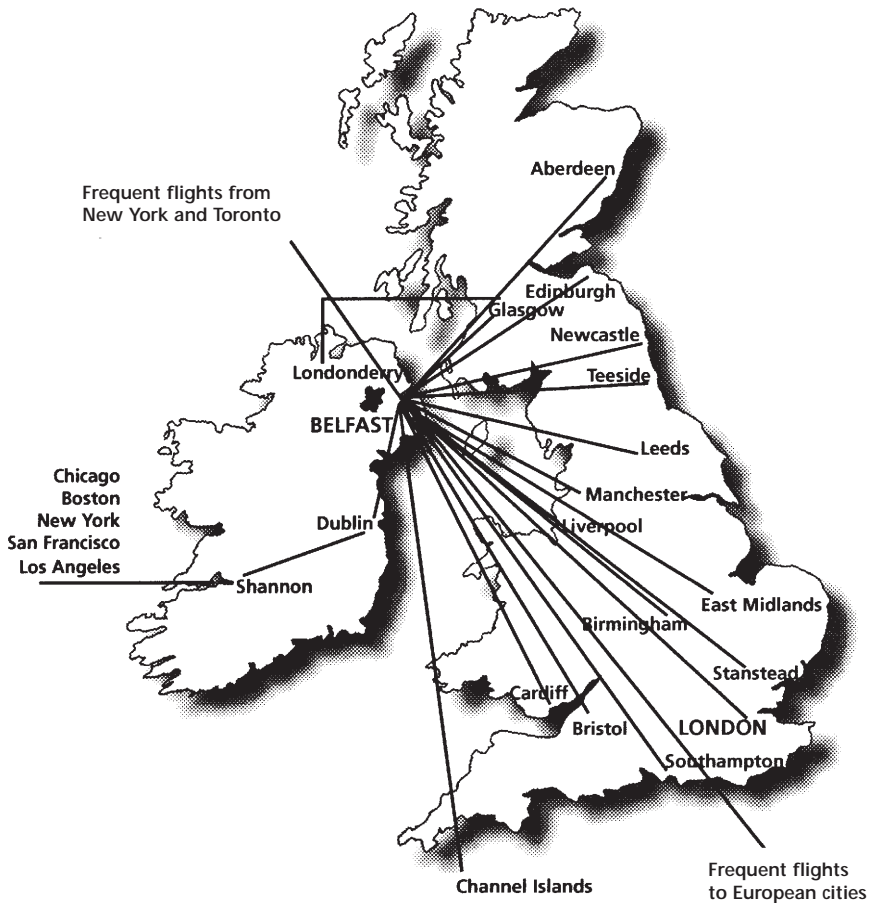 Aberdeen
Frequent flights from
New York and Toronto
Edinburgh
Glasgow
Newcastle
Londonderry
Teeside
BELFAST
Leeds
Chicago
Boston
New York
San Francisco
Los Angeles
Manchester
Dublin
Liverpool
Shannon
East Midlands
Birmingham
Stanstead
Cardiff
Bristol
LONDON
Southampton
Frequent flights
to European cities
Channel Islands